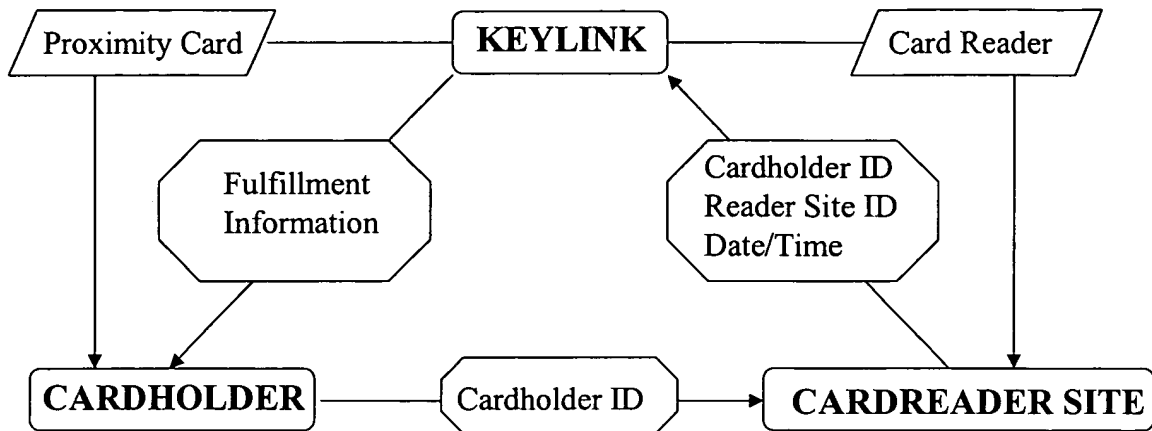 Proximity Card
KEYLINK
Card Reader
Fulfillment
Information
Cardholder ID
Reader Site ID
Date/Time
CARDHOLDER
Cardholder ID
CARDREADER SITE